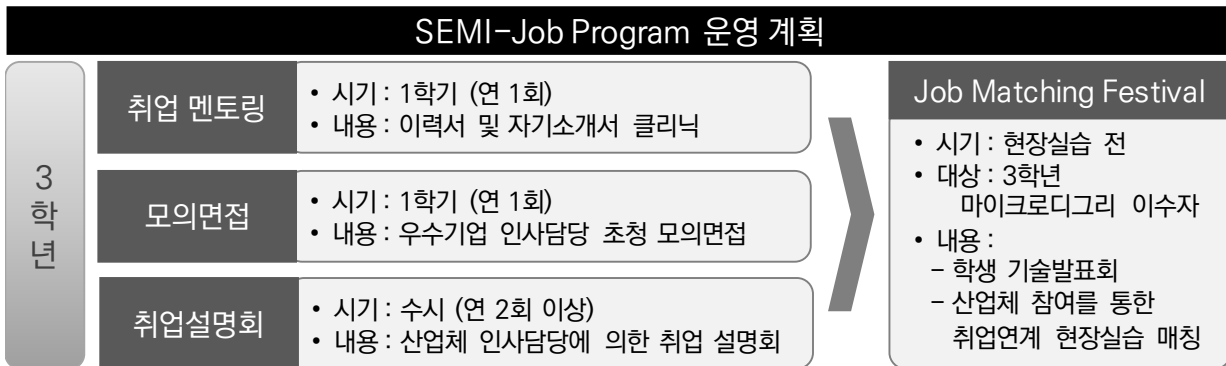 SEMI-Job Program 운영 계획
3
학
년
취업 멘토링
• 시기 : 1학기 (연 1회)
• 내용 : 이력서 및 자기소개서 클리닉
모의면접
• 시기 : 1학기 (연 1회)
• 내용 : 우수기업 인사담당 초청 모의면접
취업설명회
• 시기 : 수시 (연 2회 이상)
• 내용 : 산업체 인사담당에 의한 취업 설명회
Job Matching Festival
• 시기 : 현장실습 전
• 대상 : 3학년
마이크로디그리 이수자
• 내용 :
- 학생 기술발표회
- 산업체 참여를 통한
취업연계 현장실습 매칭